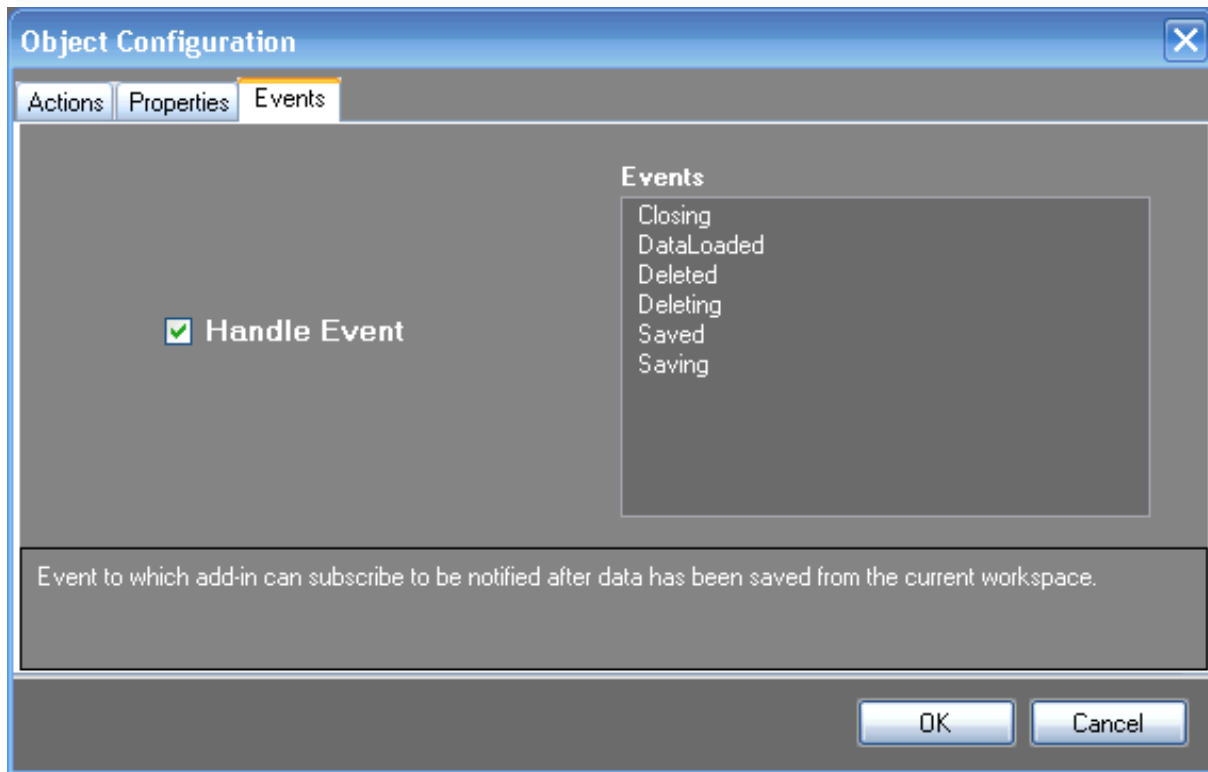 Object Configuration
Actions Properties Events
Events
Closing
DataLoaded
Deleted
Deleting
Saved
Saving
Handle Event
Event to which add-in can subscribe to be notified after data has been saved from the current workspace.
OK Cancel